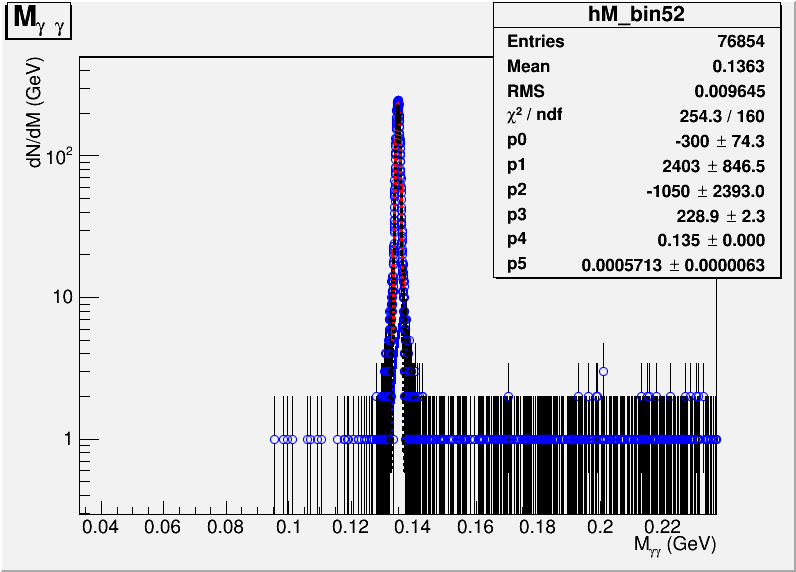 M γ γ
hM_bin52
Entries 76854
Mean 0.1363
RMS 0.009645
χ² / ndf 254.3 / 160
p0 -300 ± 74.3
p1 2403 ± 846.5
p2 -1050 ± 2393.0
p3 228.9 ± 2.3
p4 0.135 ± 0.000
p5 0.0005713 ± 0.0000063
dN/dM (GeV)
10²
10
1
0.04 0.06 0.08 0.1 0.12 0.14 0.16 0.18 0.2 0.22
Mγγ (GeV)